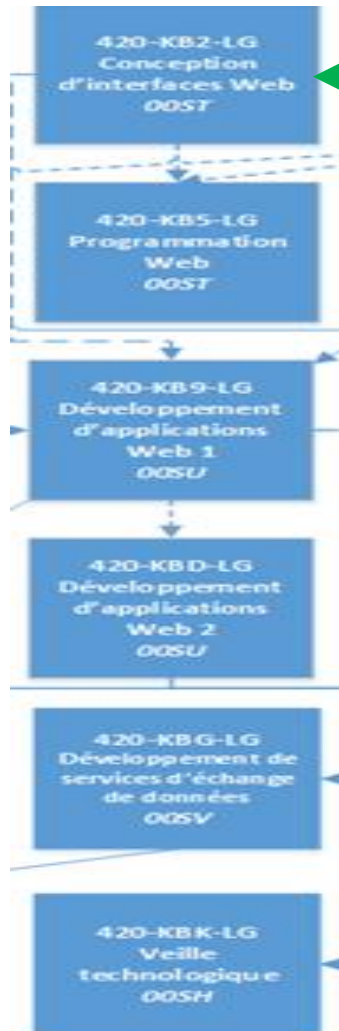 420-KB2-LG
Conception
d'interfaces Web
00ST
420-KB5-LG
Programmation
Web
00ST
420-KB9-LG
Développement
d'applications
Web 1
00SU
420-KBD-LG
Développement
d'applications
Web 2
00SU
420-KBG-LG
Développement de
services d'échange
de données
00SV
420-KBK-LG
Veille
technologique
00SH